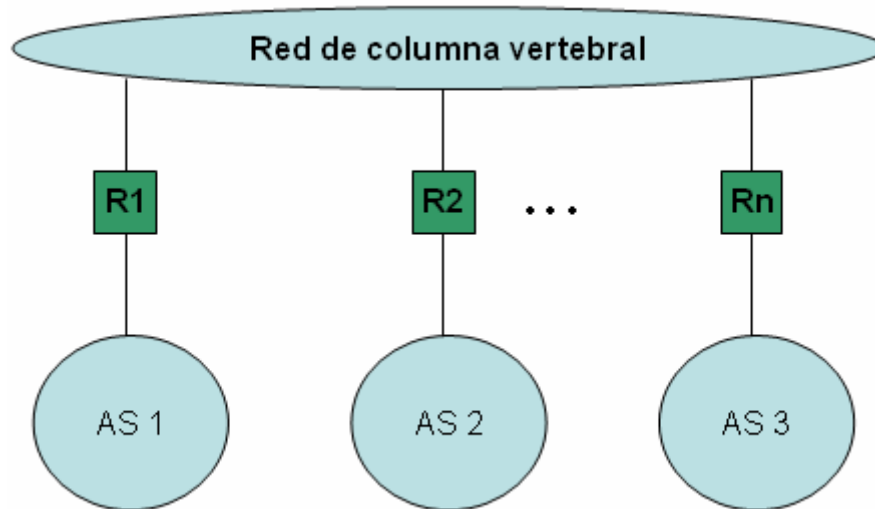 Red de columna vertebral
R1
R2
...
Rn
AS 1
AS 2
AS 3